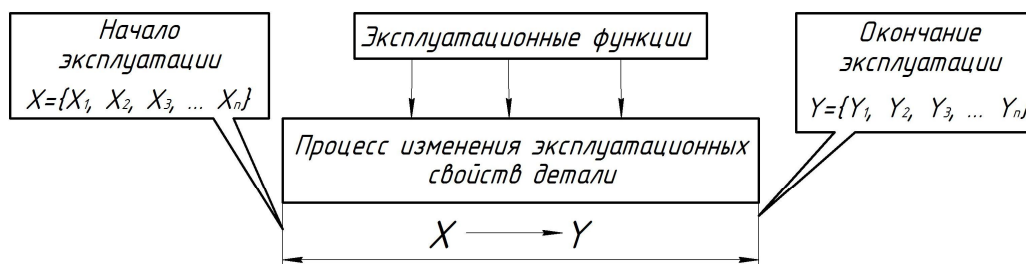 Начало
эксплуатации
X={X₁, X₂, X₃, ... Xₙ}
Эксплуатационные функции
Окончание
эксплуатации
Y={Y₁, Y₂, Y₃, ... Yₙ}
Процесс изменения эксплуатационных
свойств детали
X → Y